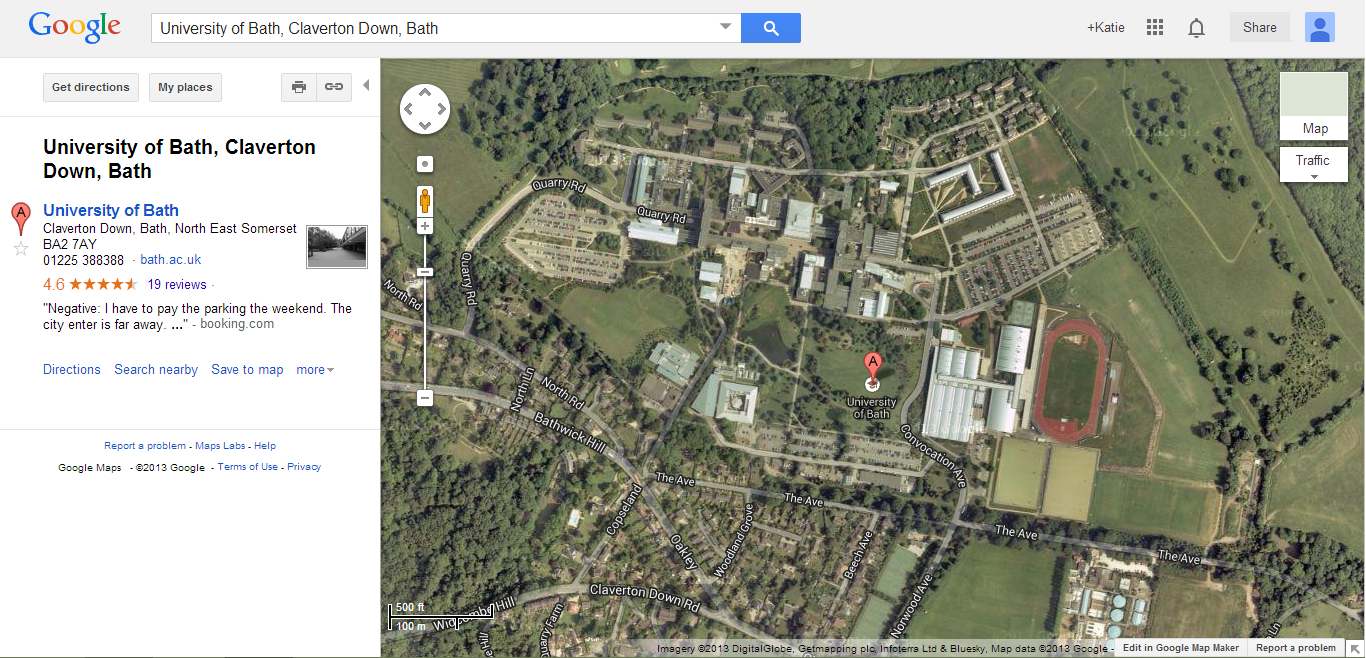 Google
University of Bath, Claverton Down, Bath
+Katie
Share
Get directions
My places
University of Bath, Claverton
Down, Bath
A
University of Bath
Claverton Down, Bath, North East Somerset
BA2 7AY
01225 388388 · bath.ac.uk
4.6 19 reviews ·
"Negative: I have to pay the parking the weekend. The
city enter is far away. ..." - booking.com
Directions Search nearby Save to map more
Report a problem - Maps Labs - Help
Google Maps - ©2013 Google - Terms of Use - Privacy
Map
Traffic
Quarry Rd
Quarry Rd
Quarry Rd
North Rd
A
University
of Bath
North Ln
North Rd
Bathwick Hill
Convocation Ave
The Ave
The Ave
The Ave
The Ave
Copseland
Oakley
Woodland Grove
Beech Ave
Norwood Ave
Claverton Down Rd
Widcombe Hill
Quarry Farm
500 ft
100 m
Imagery ©2013 DigitalGlobe, Getmapping plc, Infoterra Ltd & Bluesky, Map data ©2013 Google -
Edit in Google Map Maker
Report a problem